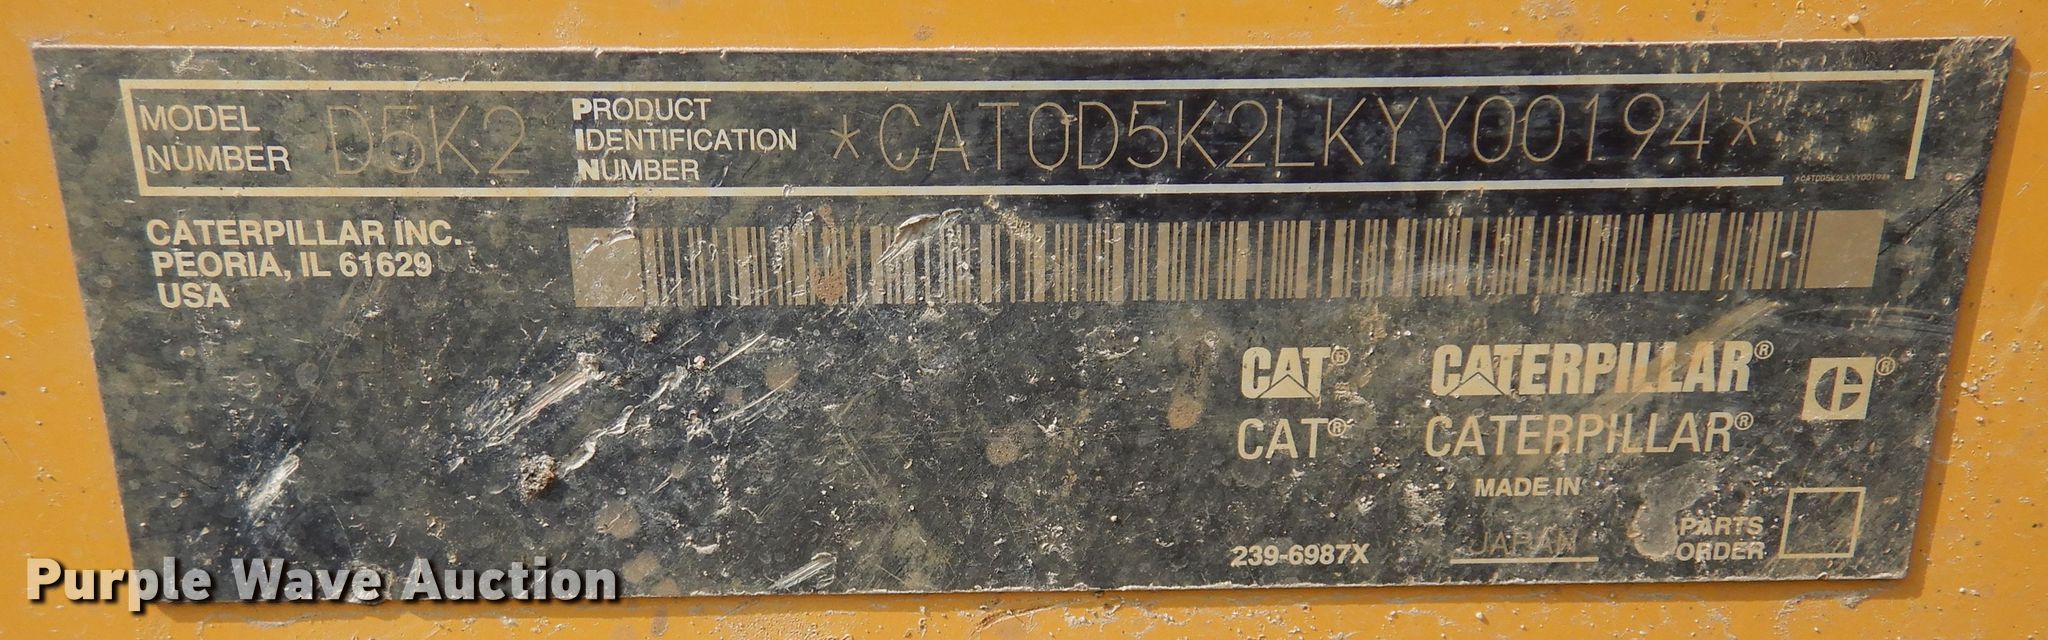 MODEL NUMBER D5K2
PRODUCT IDENTIFICATION NUMBER *CAT0D5K2LKYY00194*
*CAT0D5K2LKYY00194*
CATERPILLAR INC.
PEORIA, IL 61629
USA
CAT® CATERPILLAR® ®
CAT® CATERPILLAR®
MADE IN
JAPAN
239-6987X
PARTS
ORDER
Purple Wave Auction